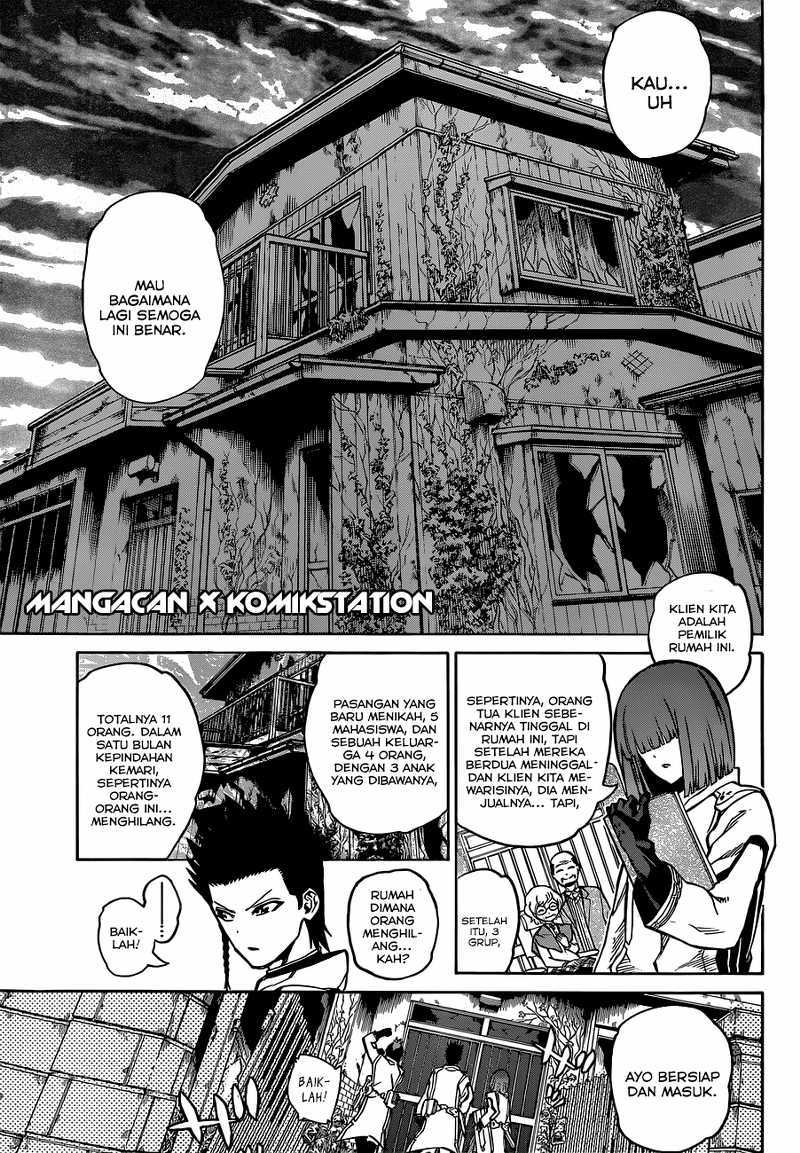 KAU...
UH
MAU
BAGAIMANA
LAGI SEMOGA
INI BENAR.
MANGACAN X KOMIKSTATION
KLIEN KITA
ADALAH
PEMILIK
RUMAH INI.
SEPERTINYA, ORANG
TUA KLIEN SEBE-
NARNYA TINGGAL DI
RUMAH INI, TAPI
SETELAH MEREKA
BERDUA MENINGGAL-
DAN KLIEN KITA ME-
WARISINYA, DIA MEN-
JUALNYA... TAPI,
SETELAH
ITU, 3
GRUP,
PASANGAN YANG
BARU MENIKAH, 5
MAHASISWA, DAN
SEBUAH KELUAR-
GA 4 ORANG,
DENGAN 3 ANAK
YANG DIBAWANYA,
TOTALNYA 11
ORANG. DALAM
SATU BULAN
KEPINDAHAN
KEMARI,
SEPERTINYA
ORANG-
ORANG INI...
MENGHILANG.
RUMAH
DIMANA
ORANG
MENGHIL-
ANG...
KAH?
......
BAIK-
LAH!
AYO BERSIAP
DAN MASUK.
BAIK-
LAH!